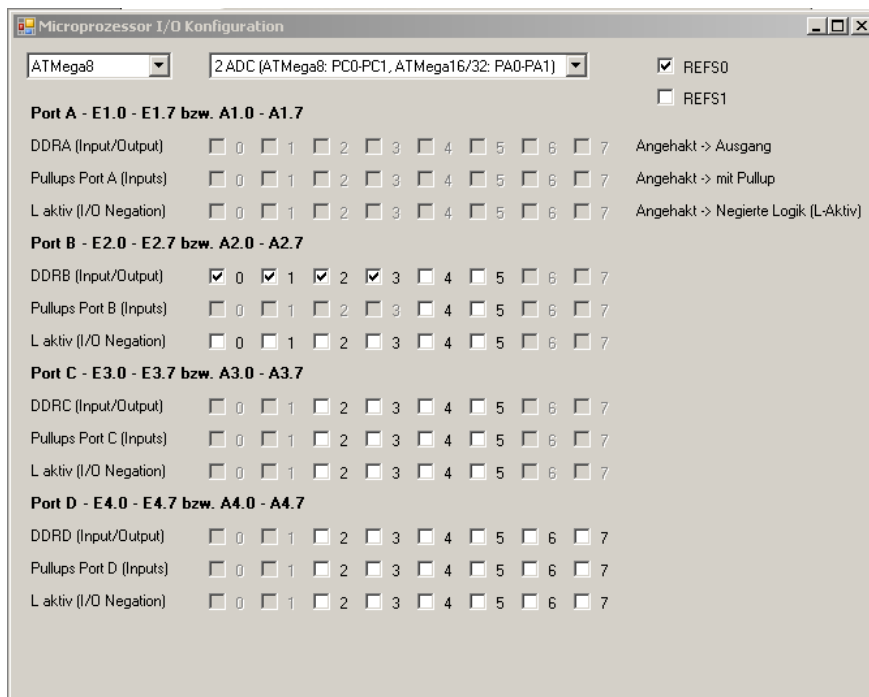 Microprozessor I/O Konfiguration
ATMega8 2 ADC (ATMega8: PC0-PC1, ATMega16/32: PA0-PA1) REFS0
REFS1
Port A - E1.0 - E1.7 bzw. A1.0 - A1.7
DDRA (Input/Output) 0 1 2 3 4 5 6 7 Angehakt -> Ausgang
Pullups Port A (Inputs) 0 1 2 3 4 5 6 7 Angehakt -> mit Pullup
L aktiv (I/O Negation) 0 1 2 3 4 5 6 7 Angehakt -> Negierte Logik (L-Aktiv)
Port B - E2.0 - E2.7 bzw. A2.0 - A2.7
DDRB (Input/Output) 0 1 2 3 4 5 6 7
Pullups Port B (Inputs) 0 1 2 3 4 5 6 7
L aktiv (I/O Negation) 0 1 2 3 4 5 6 7
Port C - E3.0 - E3.7 bzw. A3.0 - A3.7
DDRC (Input/Output) 0 1 2 3 4 5 6 7
Pullups Port C (Inputs) 0 1 2 3 4 5 6 7
L aktiv (I/O Negation) 0 1 2 3 4 5 6 7
Port D - E4.0 - E4.7 bzw. A4.0 - A4.7
DDRD (Input/Output) 0 1 2 3 4 5 6 7
Pullups Port D (Inputs) 0 1 2 3 4 5 6 7
L aktiv (I/O Negation) 0 1 2 3 4 5 6 7